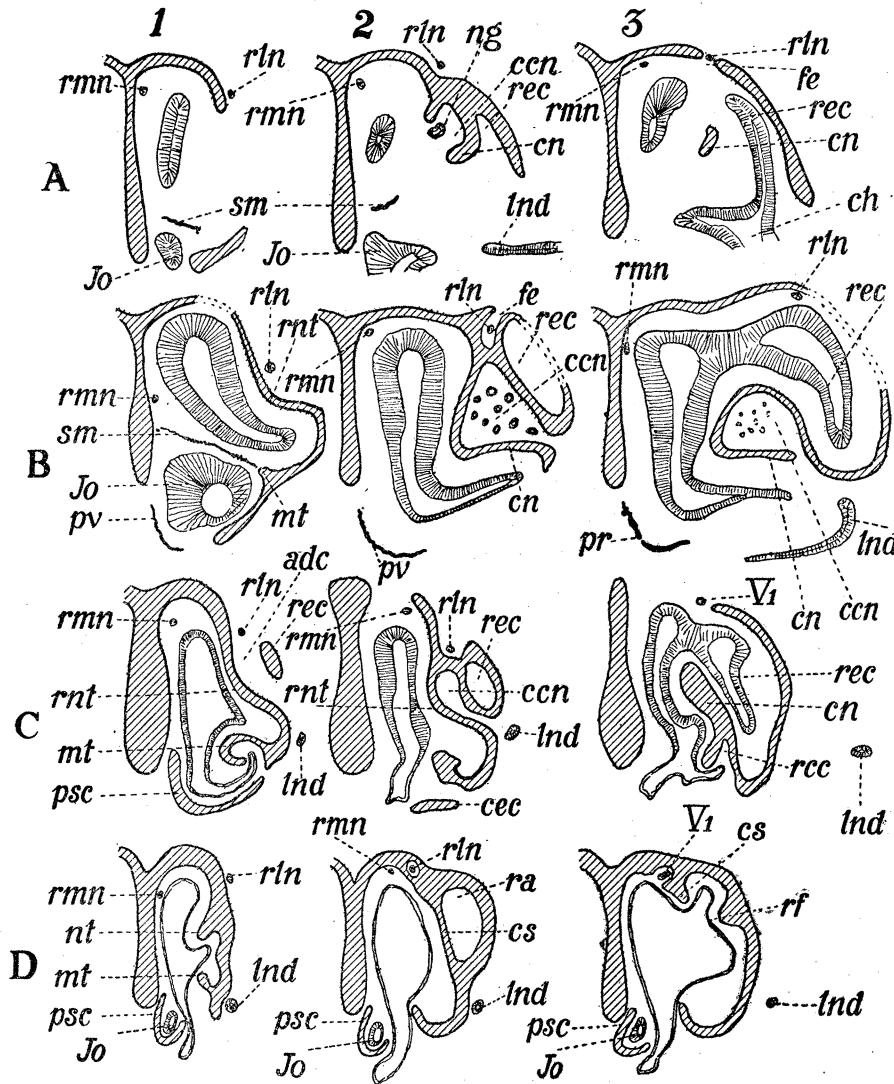 1 2 3
rln ng
rln
rmn
rmn
ccn
rec
cn
rln
fe
rmn
rec
cn
A
sm
lnd
ch
Jo
Jo
rln
rnt
rln
fe
rec
rmn
rln
rec
rmn
ccn
rmn
sm
B
Jo
pv
mt
cn
pv
pr
lnd
cn
ccn
adc
rln
rec
rmn
rmn
rln
rec
V1
rnt
rnt
ccn
rec
cn
C
mt
lnd
lnd
psc
cec
rcc
lnd
rmn
rln
V1
cs
rmn
rln
ra
rf
nt
cs
D
mt
lnd
lnd
lnd
psc
psc
psc
Jo
Jo
Jo